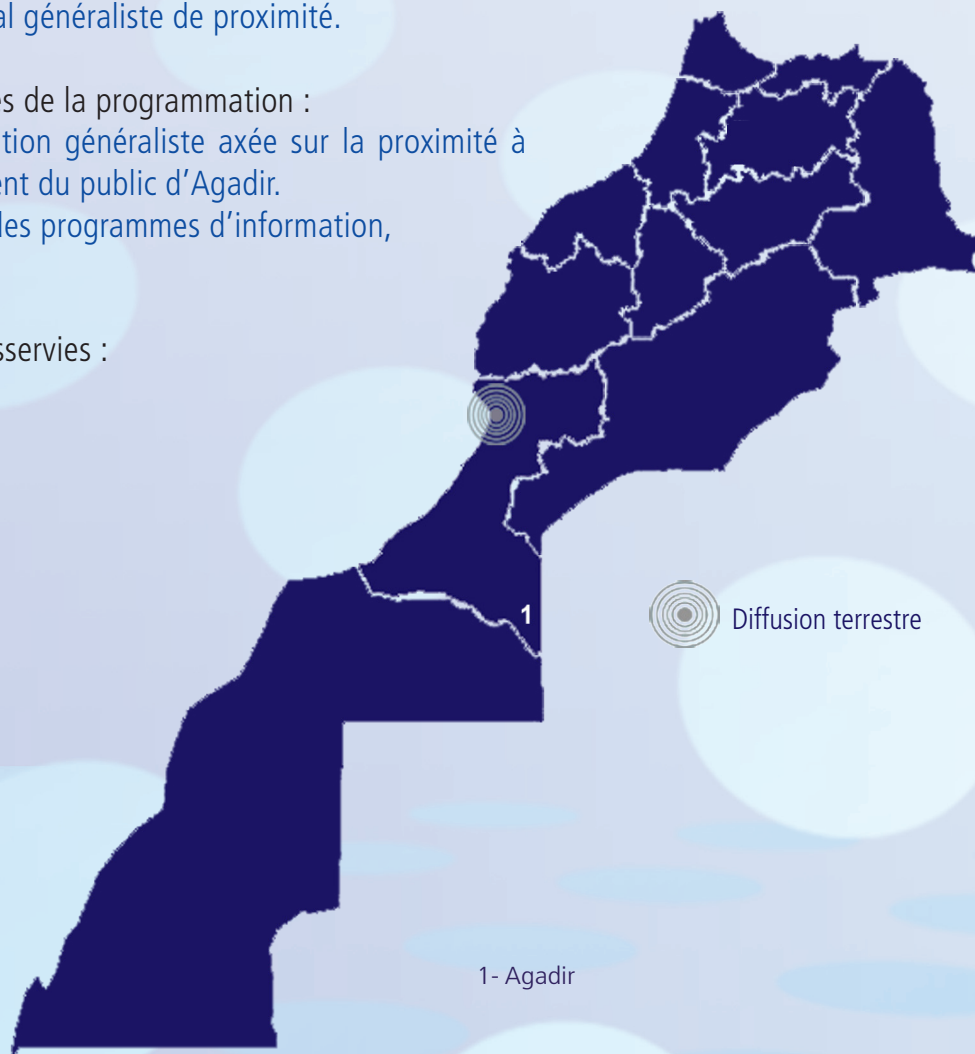 al généraliste de proximité.
es de la programmation :
tion généraliste axée sur la proximité à
ent du public d’Agadir.
des programmes d’information,
sservies :
1
Diffusion terrestre
1- Agadir